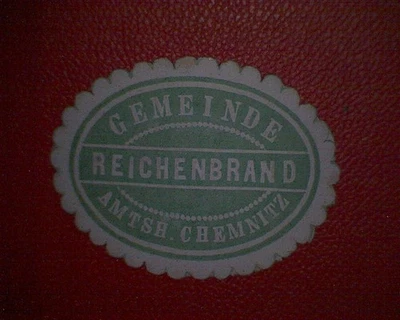 GEMEINDE
REICHENBRAND
AMTSH. CHEMNITZ